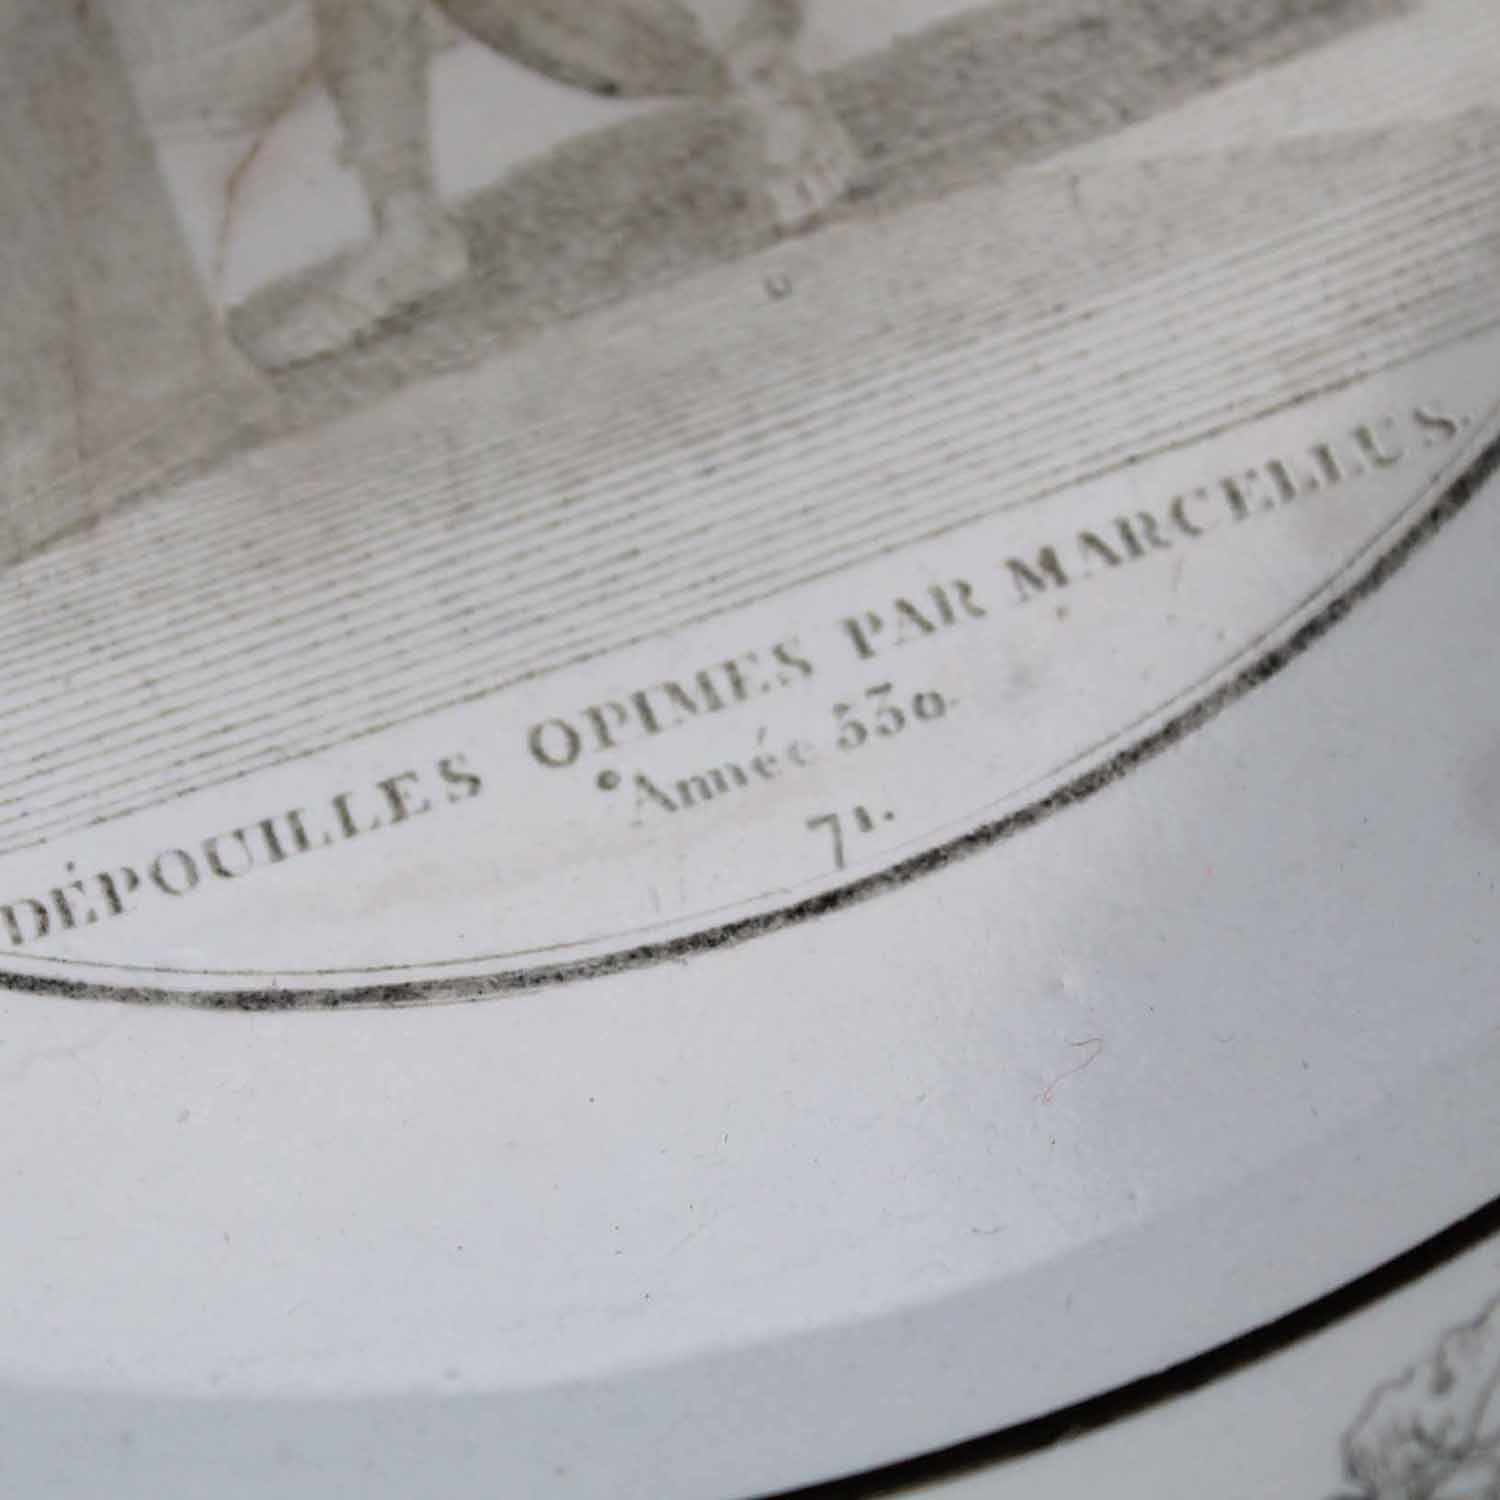 DÉPOUILLES OPIMES PAR MARCELLUS.
Année 530.
71.